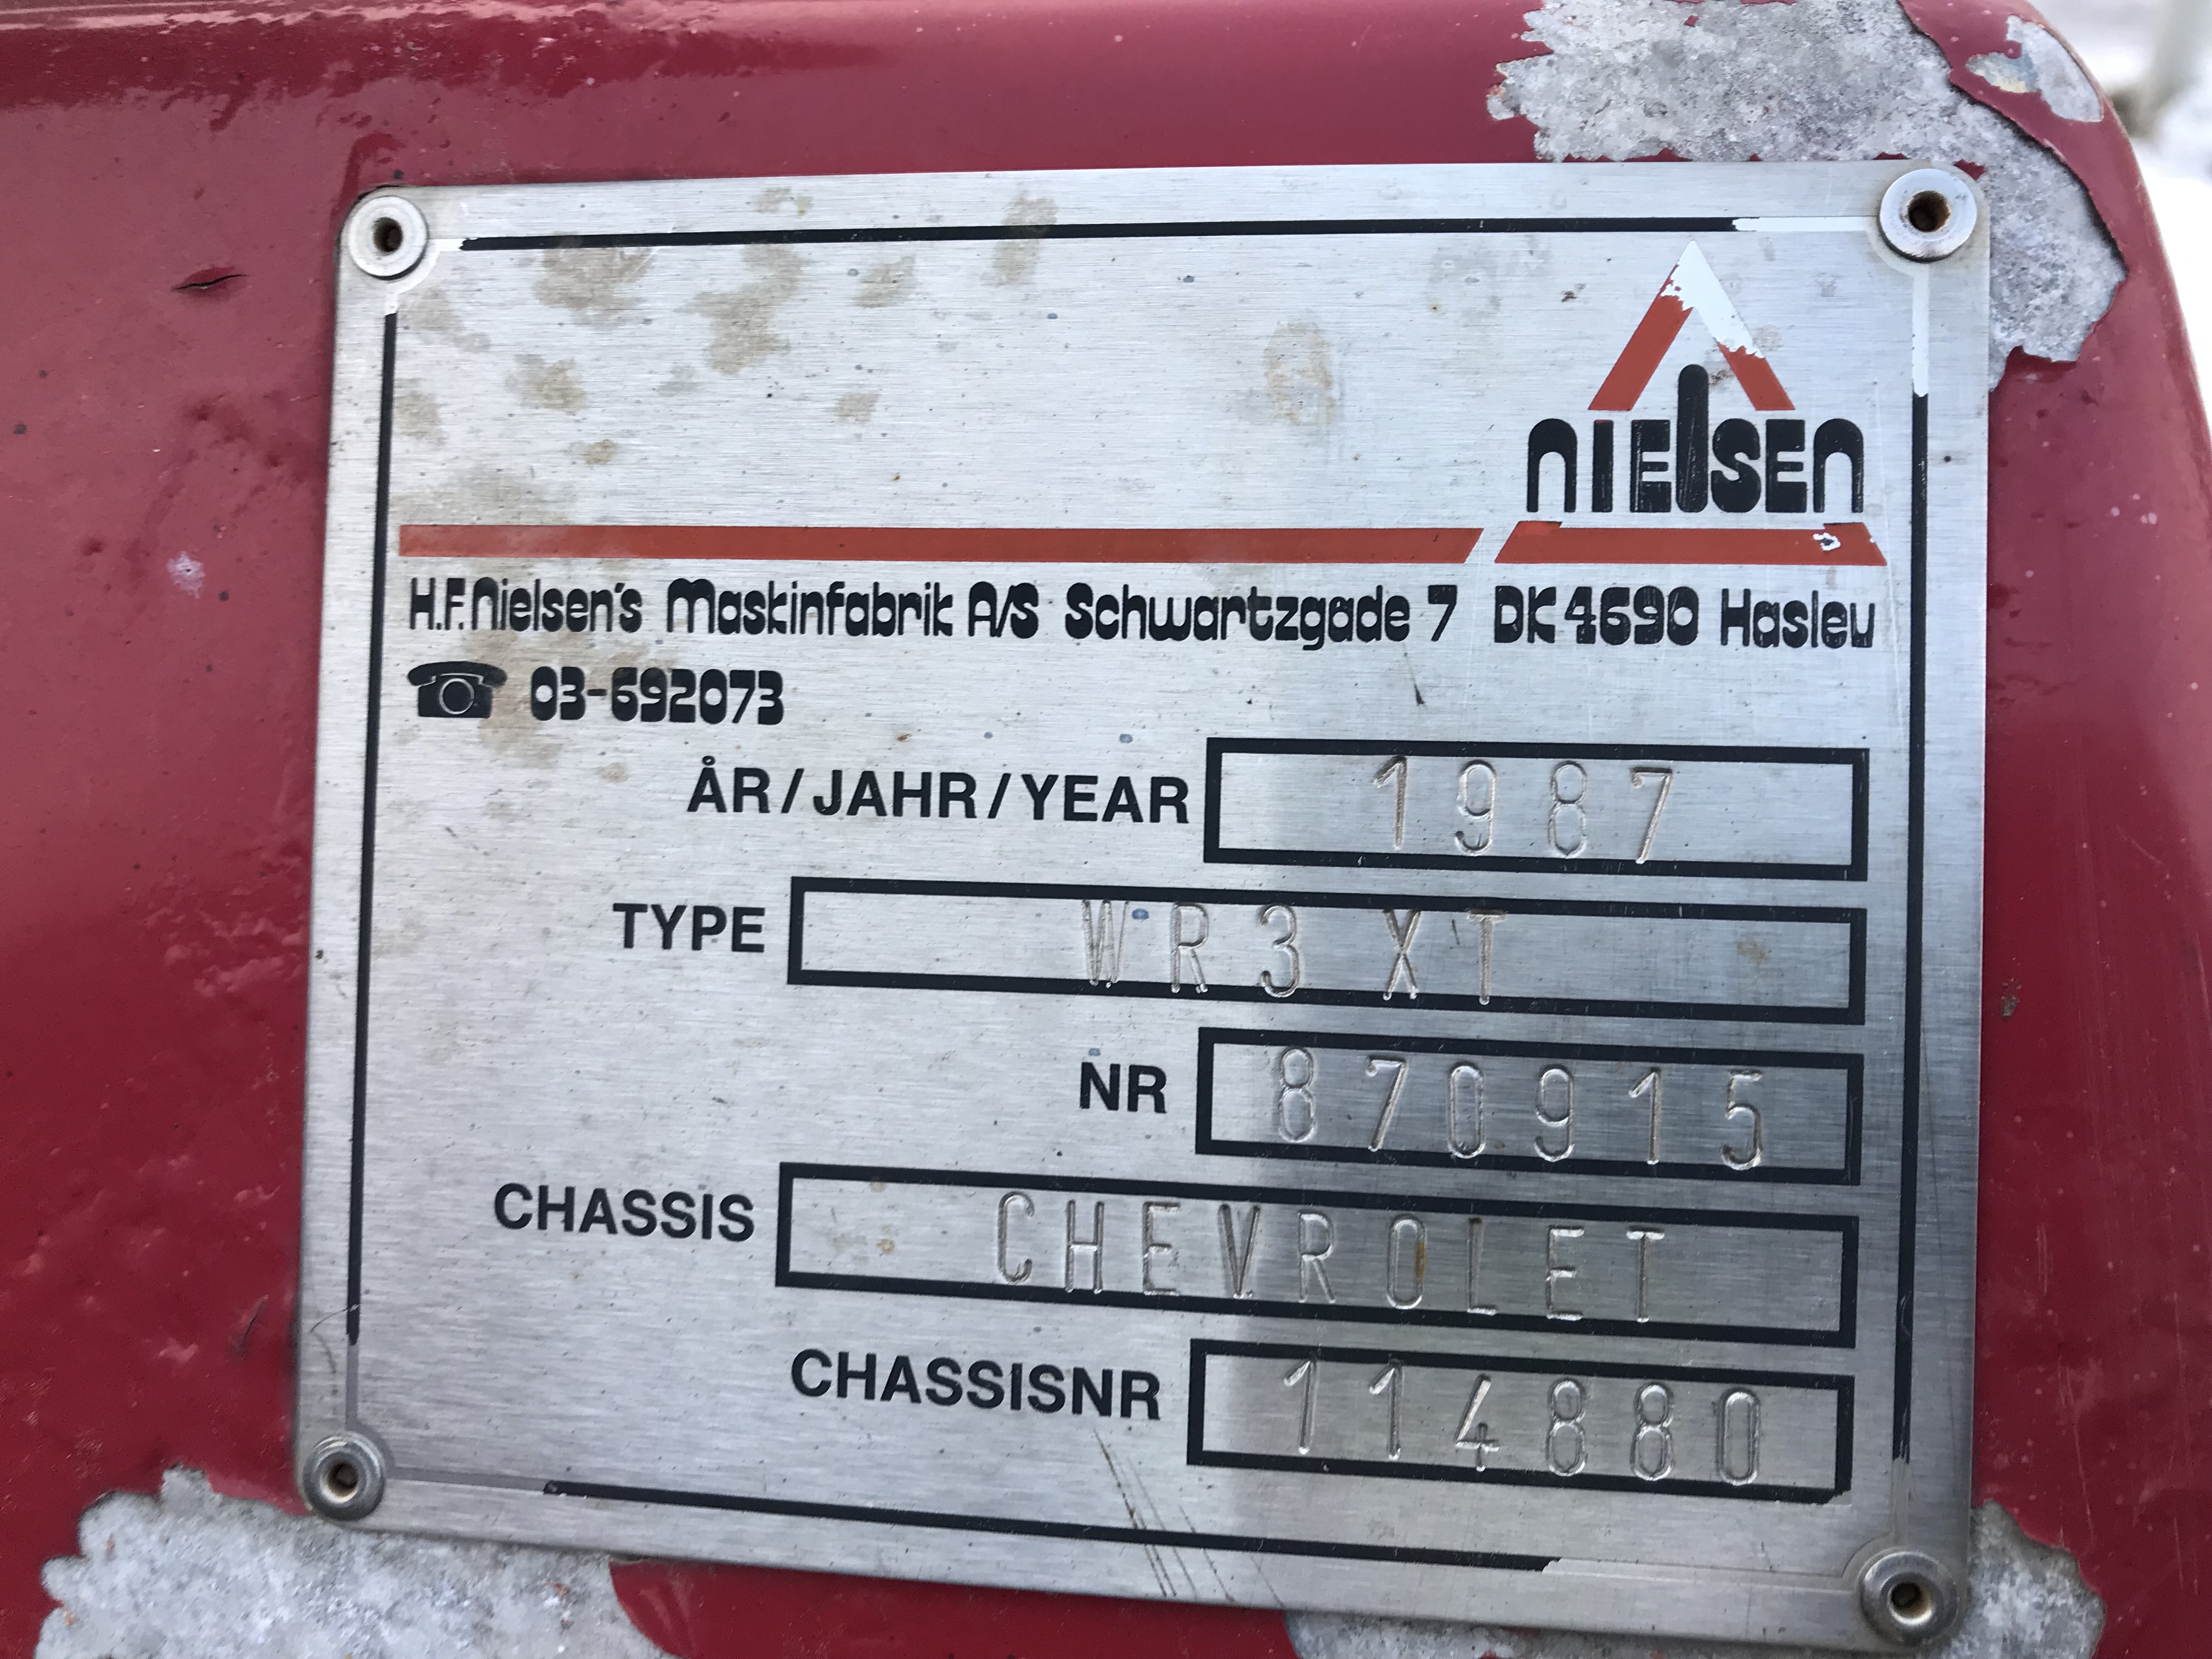 NIELSEN
H.F. Nielsen's Maskinfabrik A/S Schwartzgade 7 DK 4690 Haslev
03-692073
ÅR/JAHR/YEAR 1987
TYPE WR3 XT
NR 870915
CHASSIS CHEVROLET
CHASSISNR 114880